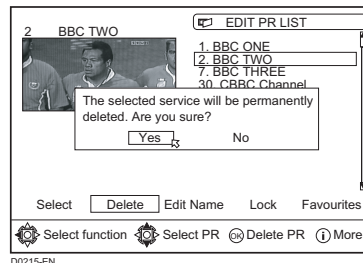 2 BBC TWO
EDIT PR LIST
1. BBC ONE
2. BBC TWO
7. BBC THREE
30. CBBC Channel
The selected service will be permanently
deleted. Are you sure?
Yes No
Select Delete Edit Name Lock Favourites
Select function Select PR OK Delete PR i More
D0215-EN